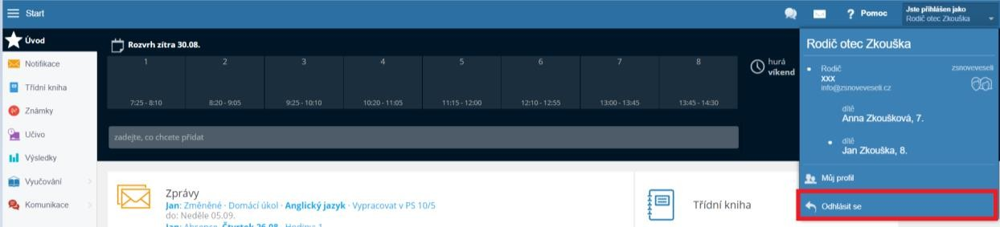 Start
Pomoc
Jste přihlášen jako
Rodič otec Zkouška
Úvod
Notifikace
Třídní kniha
Známky
Učivo
Výsledky
Vyučování
Komunikace
Rozvrh zítra 30.08.
1 2 3 4 5 6 7 8
7:25 - 8:10 8:20 - 9:05 9:25 - 10:10 10:20 - 11:05 11:15 - 12:00 12:10 - 12:55 13:00 - 13:45 13:45 - 14:30
hurá
víkend
zadejte, co chcete přidat
Zprávy
Jan: Změněné · Domácí úkol · Anglický jazyk · Vypracovat v PS 10/5
do: Neděle 05.09.
Jan: Absence, Čtvrtek 26.08., Hodiny: 1
Třídní kniha
Rodič otec Zkouška
Rodič zsnoveveseli
xxx
info@zsnoveveseli.cz
dítě
Anna Zkoušková, 7.
dítě
Jan Zkouška, 8.
Můj profil
Odhlásit se